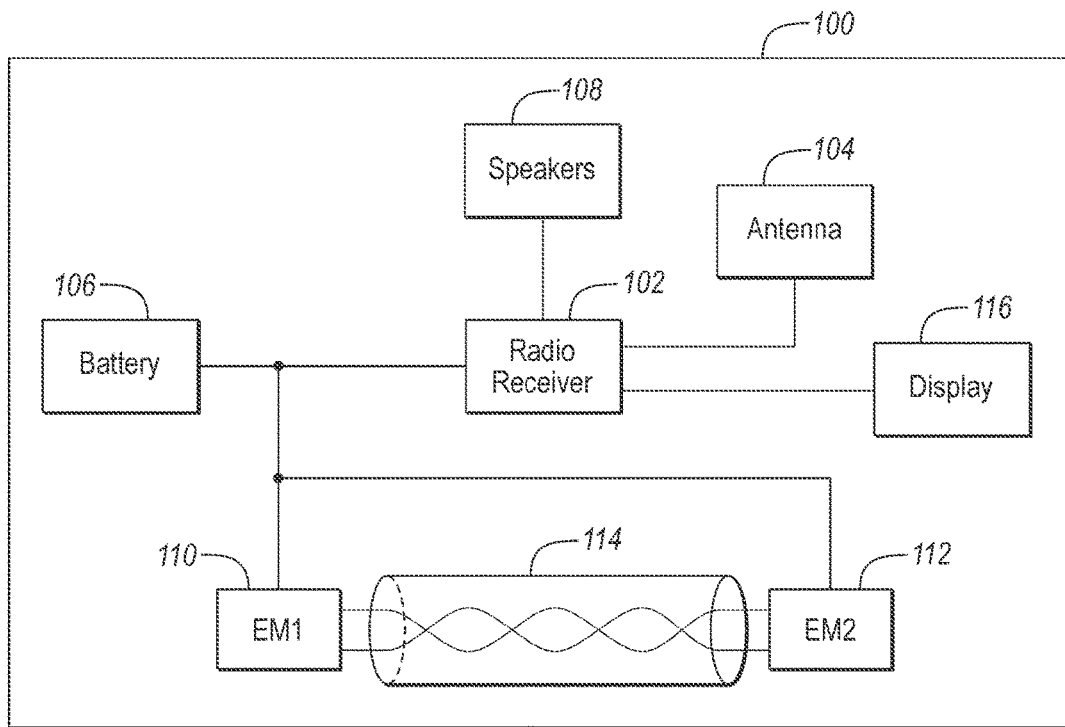 100
108
Speakers
104
Antenna
106
Battery
102
Radio
Receiver
116
Display
110
EM1
114
112
EM2